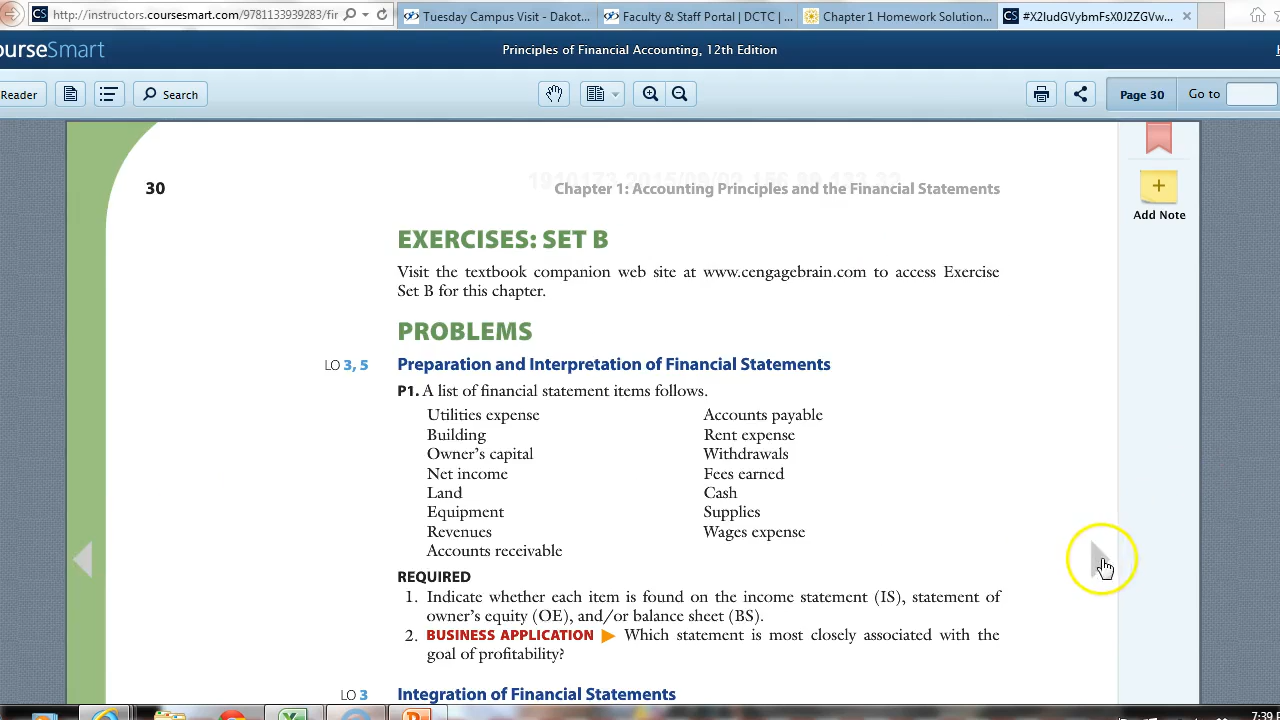 http://instructors.coursesmart.com/9781133939283/fir
Tuesday Campus Visit - Dakot...
Faculty & Staff Portal | DCTC | ...
Chapter 1 Homework Solution...
CS #X2ludGVybmFsX0J2ZGVw...
urseSmart
Principles of Financial Accounting, 12th Edition
Reader
Search
Page 30
Go to
30
Chapter 1: Accounting Principles and the Financial Statements
Add Note
EXERCISES: SET B
Visit the textbook companion web site at www.cengagebrain.com to access Exercise
Set B for this chapter.
PROBLEMS
LO 3, 5 Preparation and Interpretation of Financial Statements
P1. A list of financial statement items follows.
Utilities expense Accounts payable
Building Rent expense
Owner's capital Withdrawals
Net income Fees earned
Land Cash
Equipment Supplies
Revenues Wages expense
Accounts receivable
REQUIRED
1. Indicate whether each item is found on the income statement (IS), statement of
owner's equity (OE), and/or balance sheet (BS).
2. BUSINESS APPLICATION ▶ Which statement is most closely associated with the
goal of profitability?
LO 3 Integration of Financial Statements